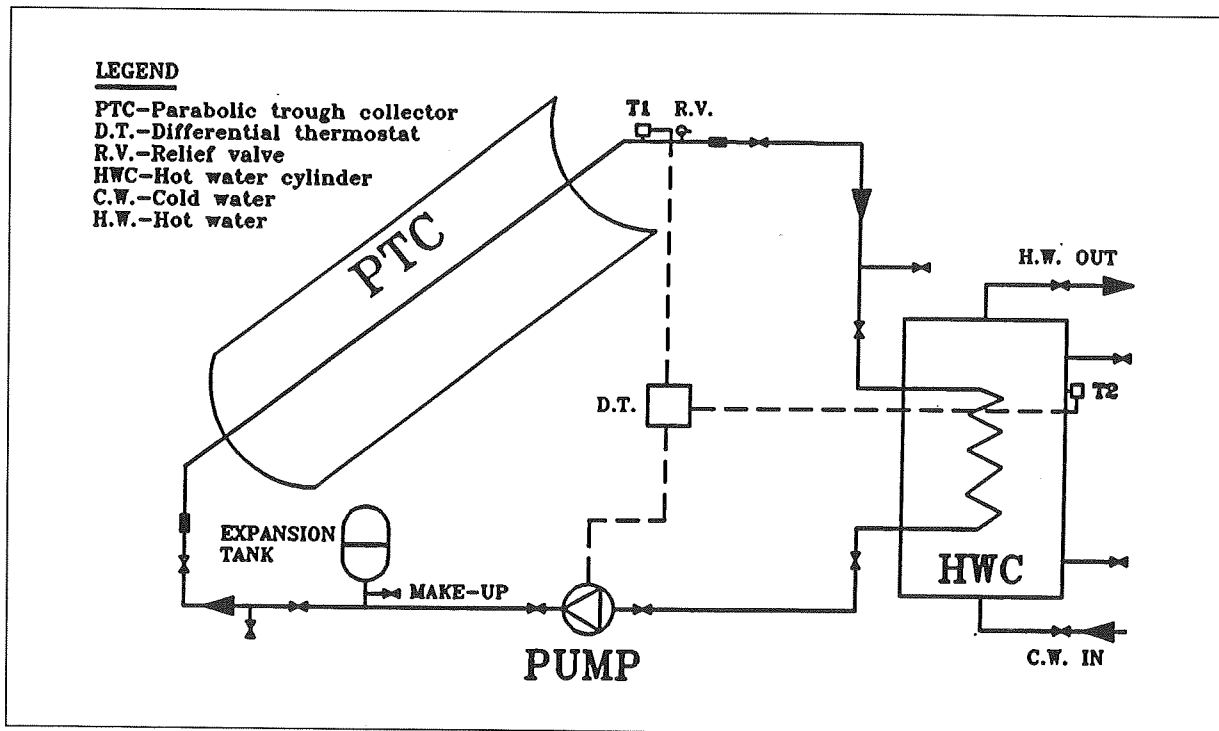 LEGEND
PTC-Parabolic trough collector
D.T.-Differential thermostat
R.V.-Relief valve
HWC-Hot water cylinder
C.W.-Cold water
H.W.-Hot water
T1 R.V.
PTC
H.W. OUT
D.T.
T2
EXPANSION
TANK
MAKE-UP
HWC
PUMP
C.W. IN